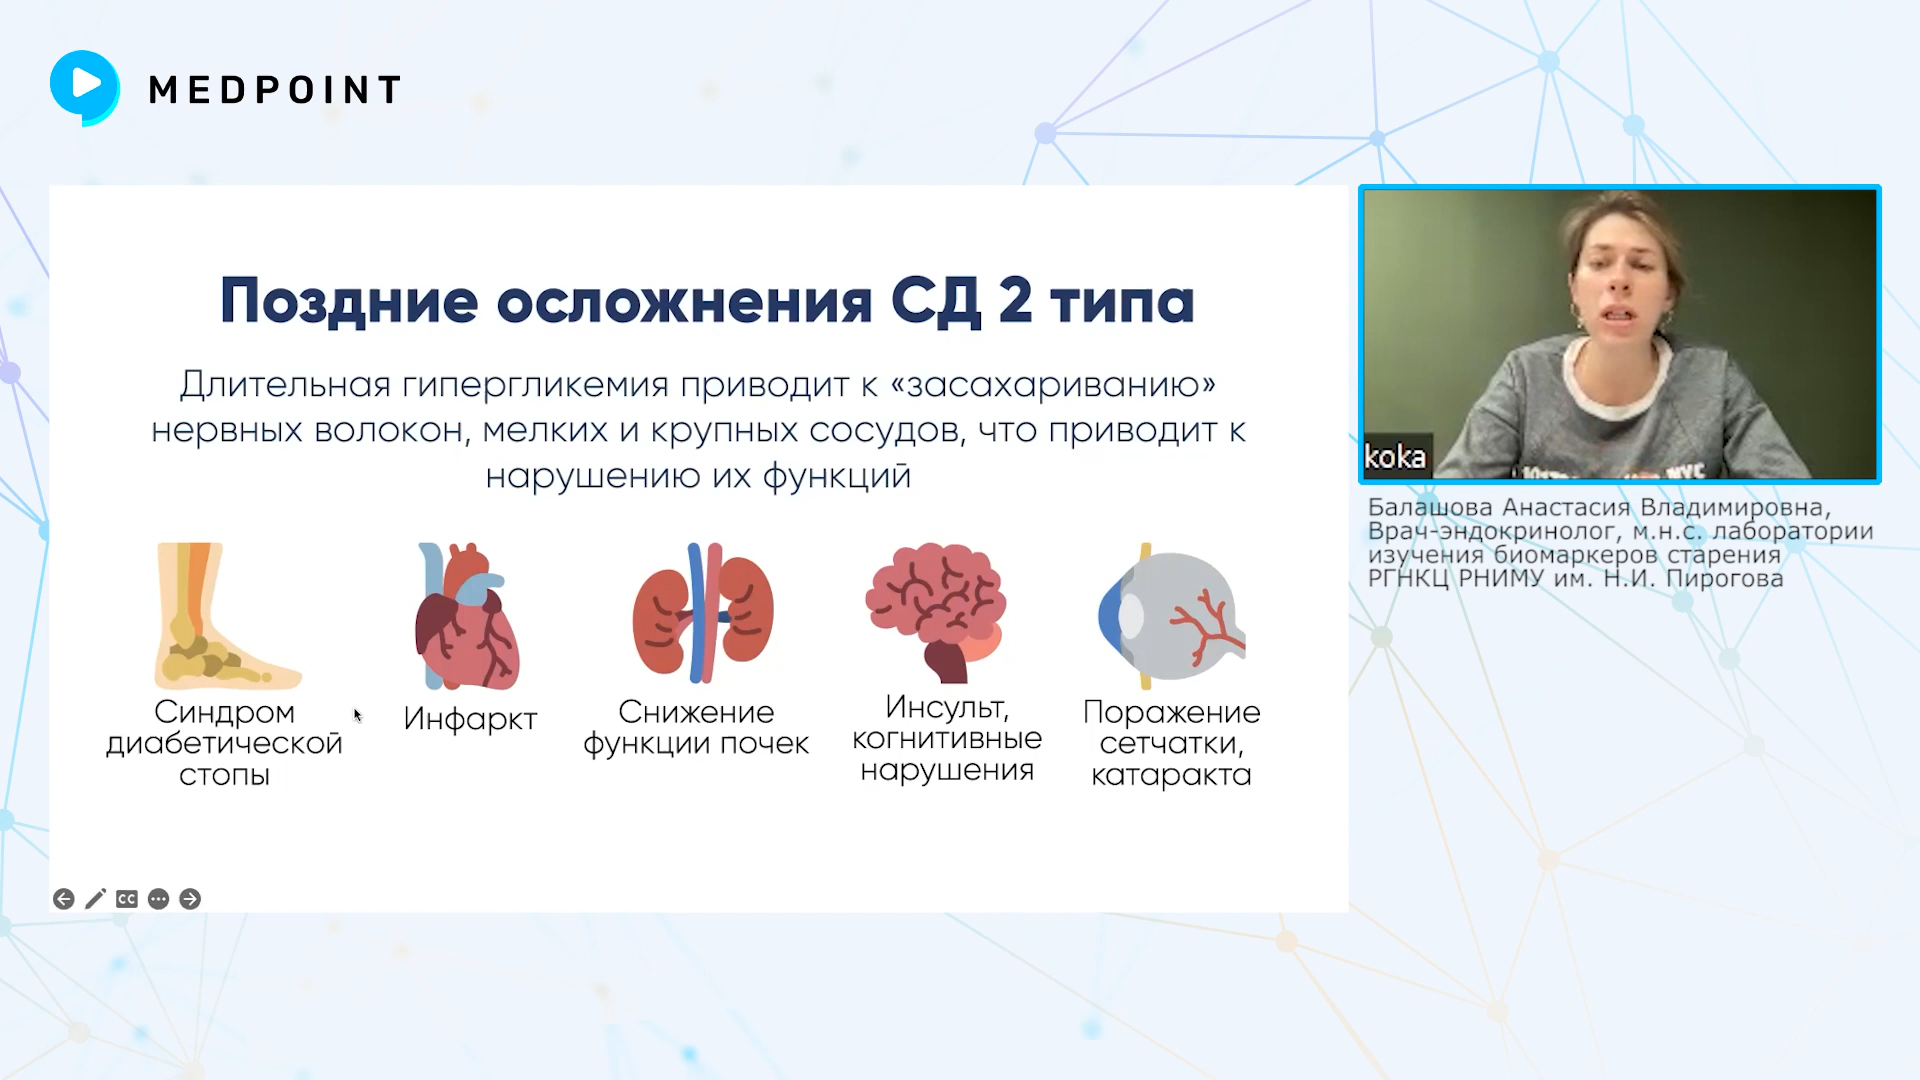 MEDPOINT
Поздние осложнения СД 2 типа
Длительная гипергликемия приводит к «засахариванию»
нервных волокон, мелких и крупных сосудов, что приводит к
нарушению их функций
Синдром
диабетической
стопы
Инфаркт
Снижение
функции почек
Инсульт,
когнитивные
нарушения
Поражение
сетчатки,
катаракта
CC
koka
Балашова Анастасия Владимировна,
Врач-эндокринолог, м.н.с. лаборатории
изучения биомаркеров старения
РГНКЦ РНИМУ им. Н.И. Пирогова